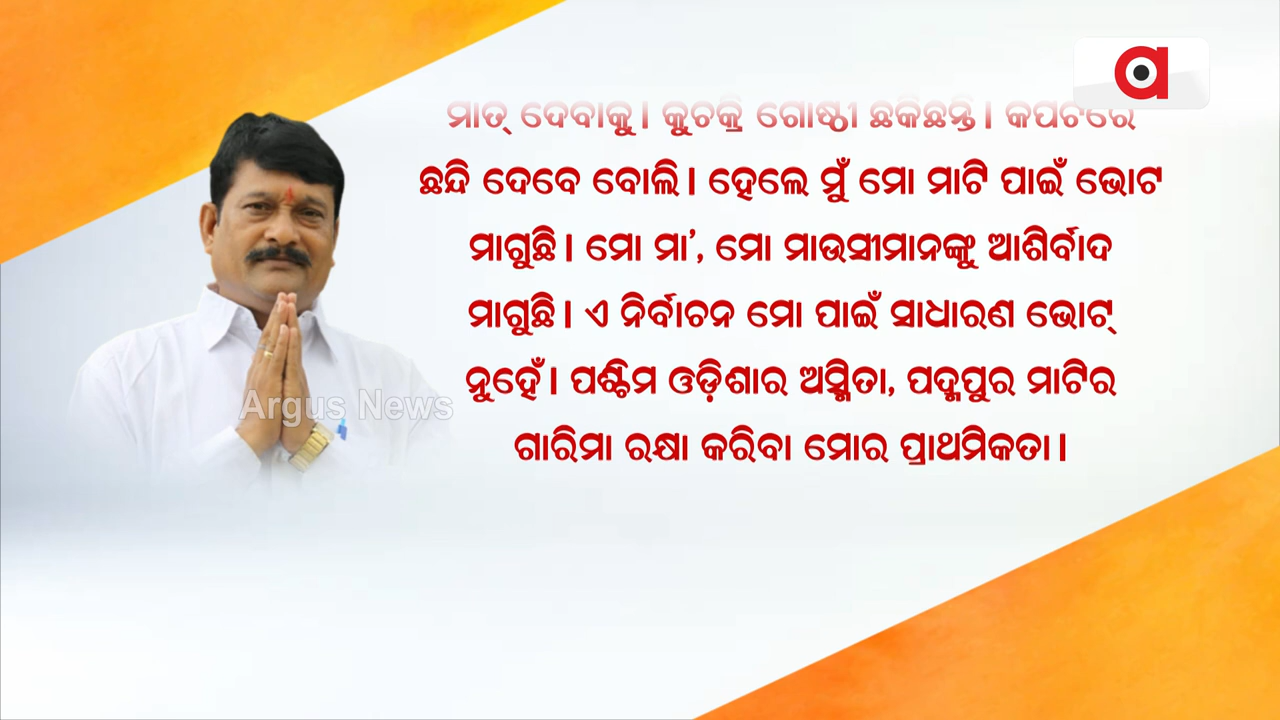 ମାତ୍ ଦେବାକୁ। କୁଚକ୍ରି ଗୋଷ୍ଠୀ ଛକିଛନ୍ତି। କପଟରେ
ଛନ୍ଦି ଦେବେ ବୋଲି। ହେଲେ ମୁଁ ମୋ ମାଟି ପାଇଁ ଭୋଟ
ମାଗୁଛି। ମୋ ମା’, ମୋ ମାଉସୀମାନଙ୍କୁ ଆଶିର୍ବାଦ
ମାଗୁଛି। ଏ ନିର୍ବାଚନ ମୋ ପାଇଁ ସାଧାରଣ ଭୋଟ୍
ନୁହେଁ। ପଶ୍ଚିମ ଓଡ଼ିଶାର ଅସ୍ମିତା, ପଦ୍ମପୁର ମାଟିର
ଗାରିମା ରକ୍ଷା କରିବା ମୋର ପ୍ରାଥମିକତା।
Argus News